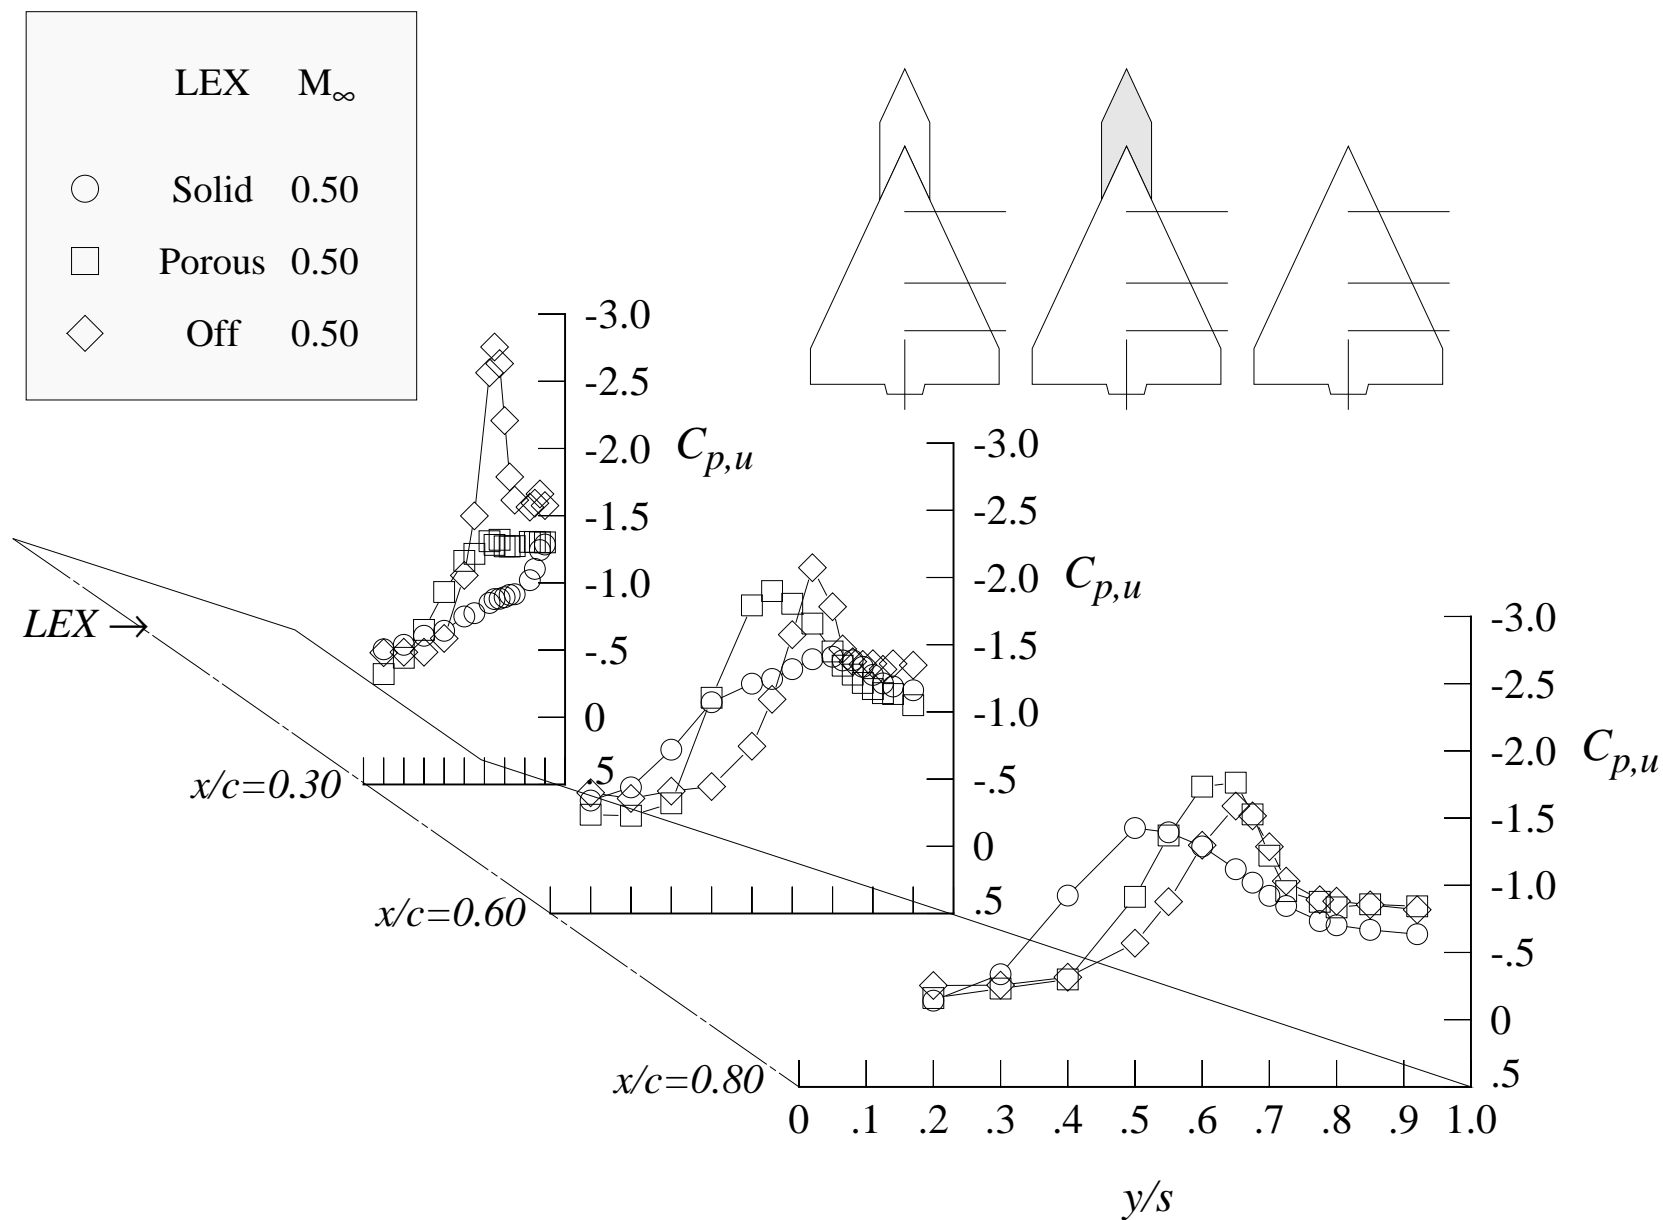 LEX M∞
Solid 0.50
Porous 0.50
Off 0.50
-3.0
-2.5
-2.0
-1.5
-1.0
-.5
0
.5
Cp,u
-3.0
-2.5
-2.0
-1.5
-1.0
-.5
0
.5
Cp,u
-3.0
-2.5
-2.0
-1.5
-1.0
-.5
0
.5
Cp,u
LEX →
x/c=0.30
x/c=0.60
x/c=0.80
0 .1 .2 .3 .4 .5 .6 .7 .8 .9 1.0
y/s